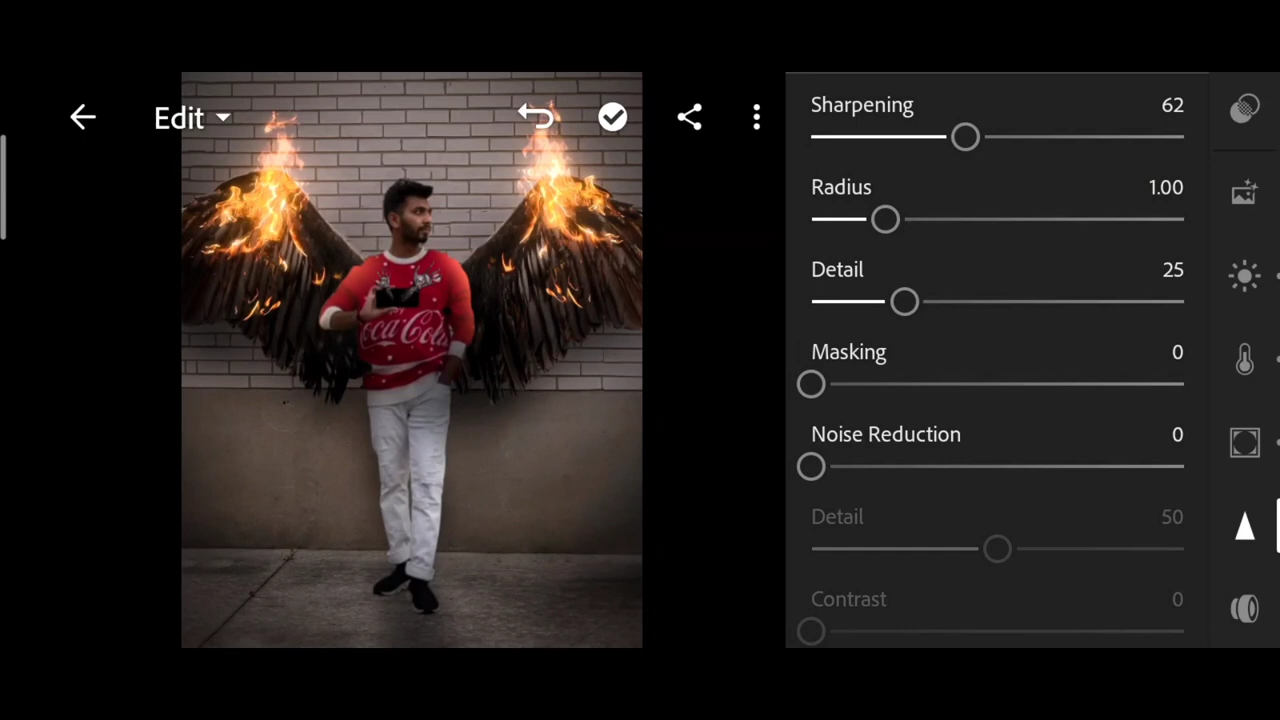 Edit
Sharpening 62
Radius 1.00
Detail 25
Masking 0
Noise Reduction 0
Detail 50
Contrast 0
Coca-Cola